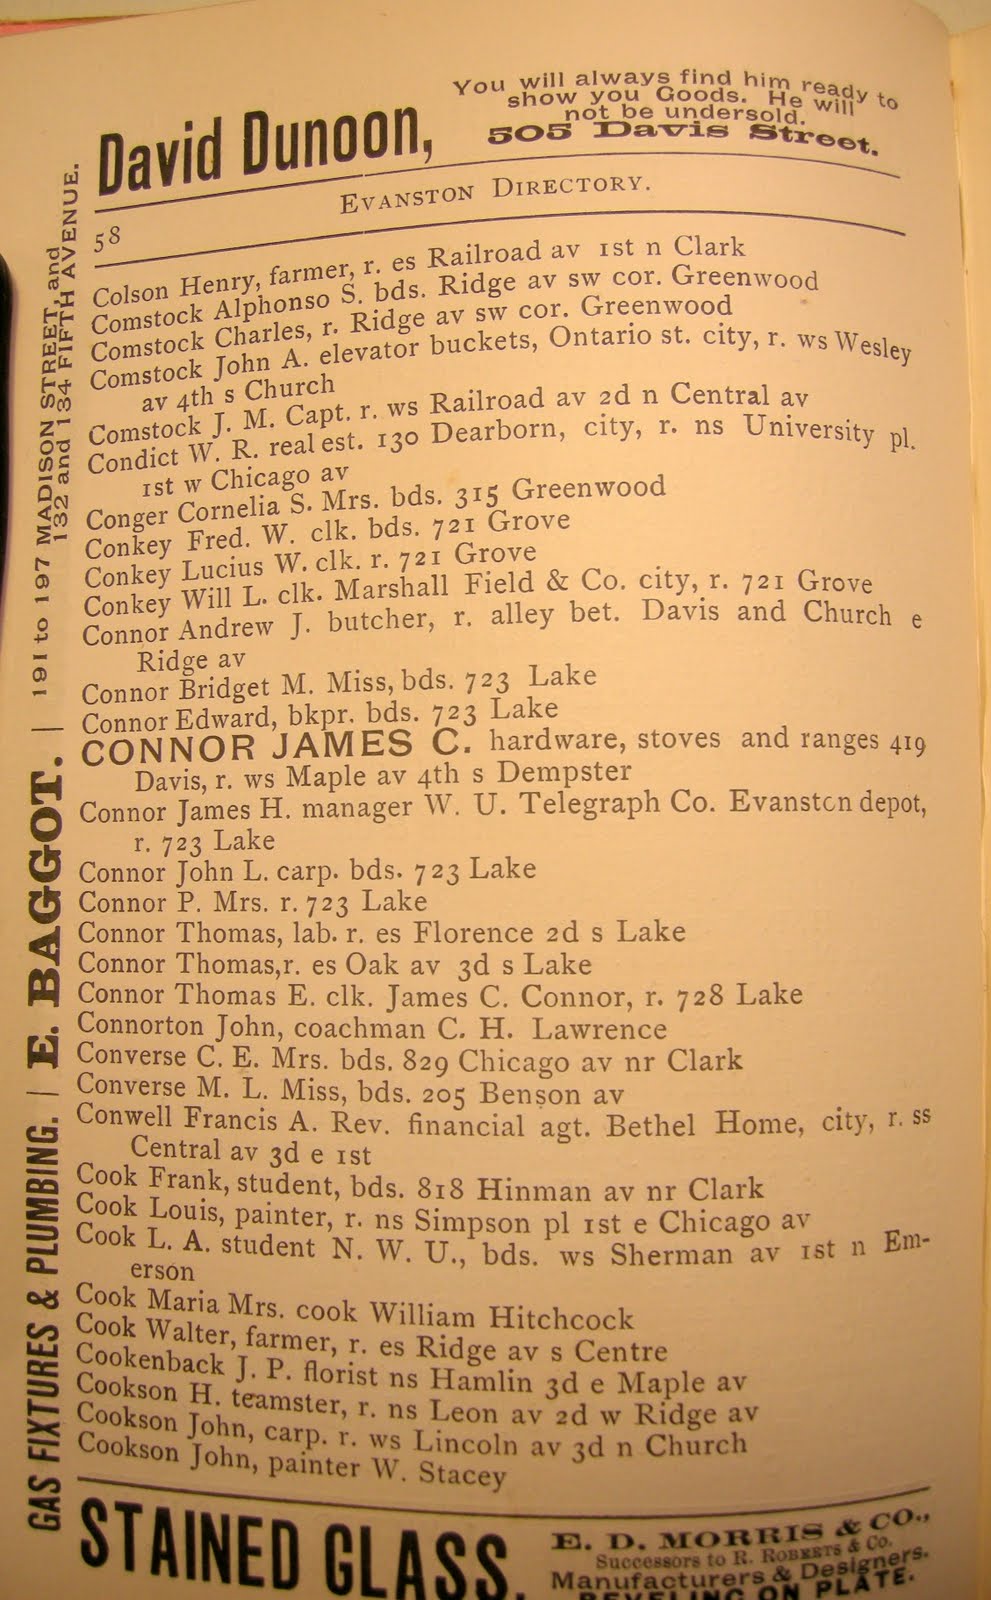 David Dunoon,
You will always find him ready to
show you Goods. He will
not be undersold.
505 Davis Street.
EVANSTON DIRECTORY.
58
Colson Henry, farmer, r. es Railroad av 1st n Clark
Comstock Alphonso S. bds. Ridge av sw cor. Greenwood
Comstock Charles, r. Ridge av sw cor. Greenwood
Comstock John A. elevator buckets, Ontario st. city, r. ws Wesley
av 4th s Church
Comstock J. M. Capt. r. ws Railroad av 2d n Central av
Condict W. R. real est. 130 Dearborn, city, r. ns University pl.
1st w Chicago av
Conger Cornelia S. Mrs. bds. 315 Greenwood
Conkey Fred. W. clk. bds. 721 Grove
Conkey Lucius W. clk. r. 721 Grove
Conkey Will L. clk. Marshall Field & Co. city, r. 721 Grove
Connor Andrew J. butcher, r. alley bet. Davis and Church e
Ridge av
Connor Bridget M. Miss, bds. 723 Lake
Connor Edward, bkpr. bds. 723 Lake
CONNOR JAMES C. hardware, stoves and ranges 419
Davis, r. ws Maple av 4th s Dempster
Connor James H. manager W. U. Telegraph Co. Evanston depot,
r. 723 Lake
Connor John L. carp. bds. 723 Lake
Connor P. Mrs. r. 723 Lake
Connor Thomas, lab. r. es Florence 2d s Lake
Connor Thomas, r. es Oak av 3d s Lake
Connor Thomas E. clk. James C. Connor, r. 728 Lake
Connorton John, coachman C. H. Lawrence
Converse C. E. Mrs. bds. 829 Chicago av nr Clark
Converse M. L. Miss, bds. 205 Benson av
Conwell Francis A. Rev. financial agt. Bethel Home, city, r. ss
Central av 3d e 1st
Cook Frank, student, bds. 818 Hinman av nr Clark
Cook Louis, painter, r. ns Simpson pl 1st e Chicago av
Cook L. A. student N. W. U., bds. ws Sherman av 1st n Em-
erson
Cook Maria Mrs. cook William Hitchcock
Cook Walter, farmer, r. es Ridge av s Centre
Cookenback J. P. florist ns Hamlin 3d e Maple av
Cookson H. teamster, r. ns Leon av 2d w Ridge av
Cookson John, carp. r. ws Lincoln av 3d n Church
Cookson John, painter W. Stacey
GAS FIXTURES & PLUMBING. | E. BAGGOT. | 191 to 197 MADISON STREET, and
132 and 134 FIFTH AVENUE.
STAINED GLASS.
E. D. MORRIS & CO.,
Successors to R. ROBERTS & Co.
Manufacturers & Designers.
BEVELING ON PLATE.